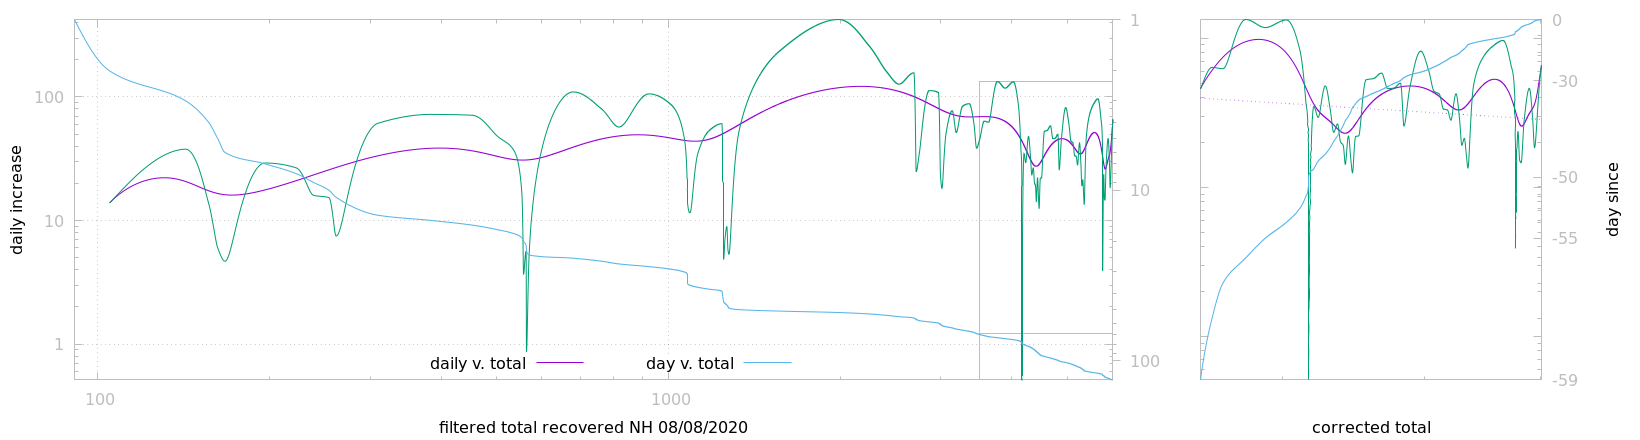 daily increase
100
10
1
100
1000
daily v. total
day v. total
filtered total recovered NH 08/08/2020
1
10
100
corrected total
-0
-30
-50
-55
-59
day since